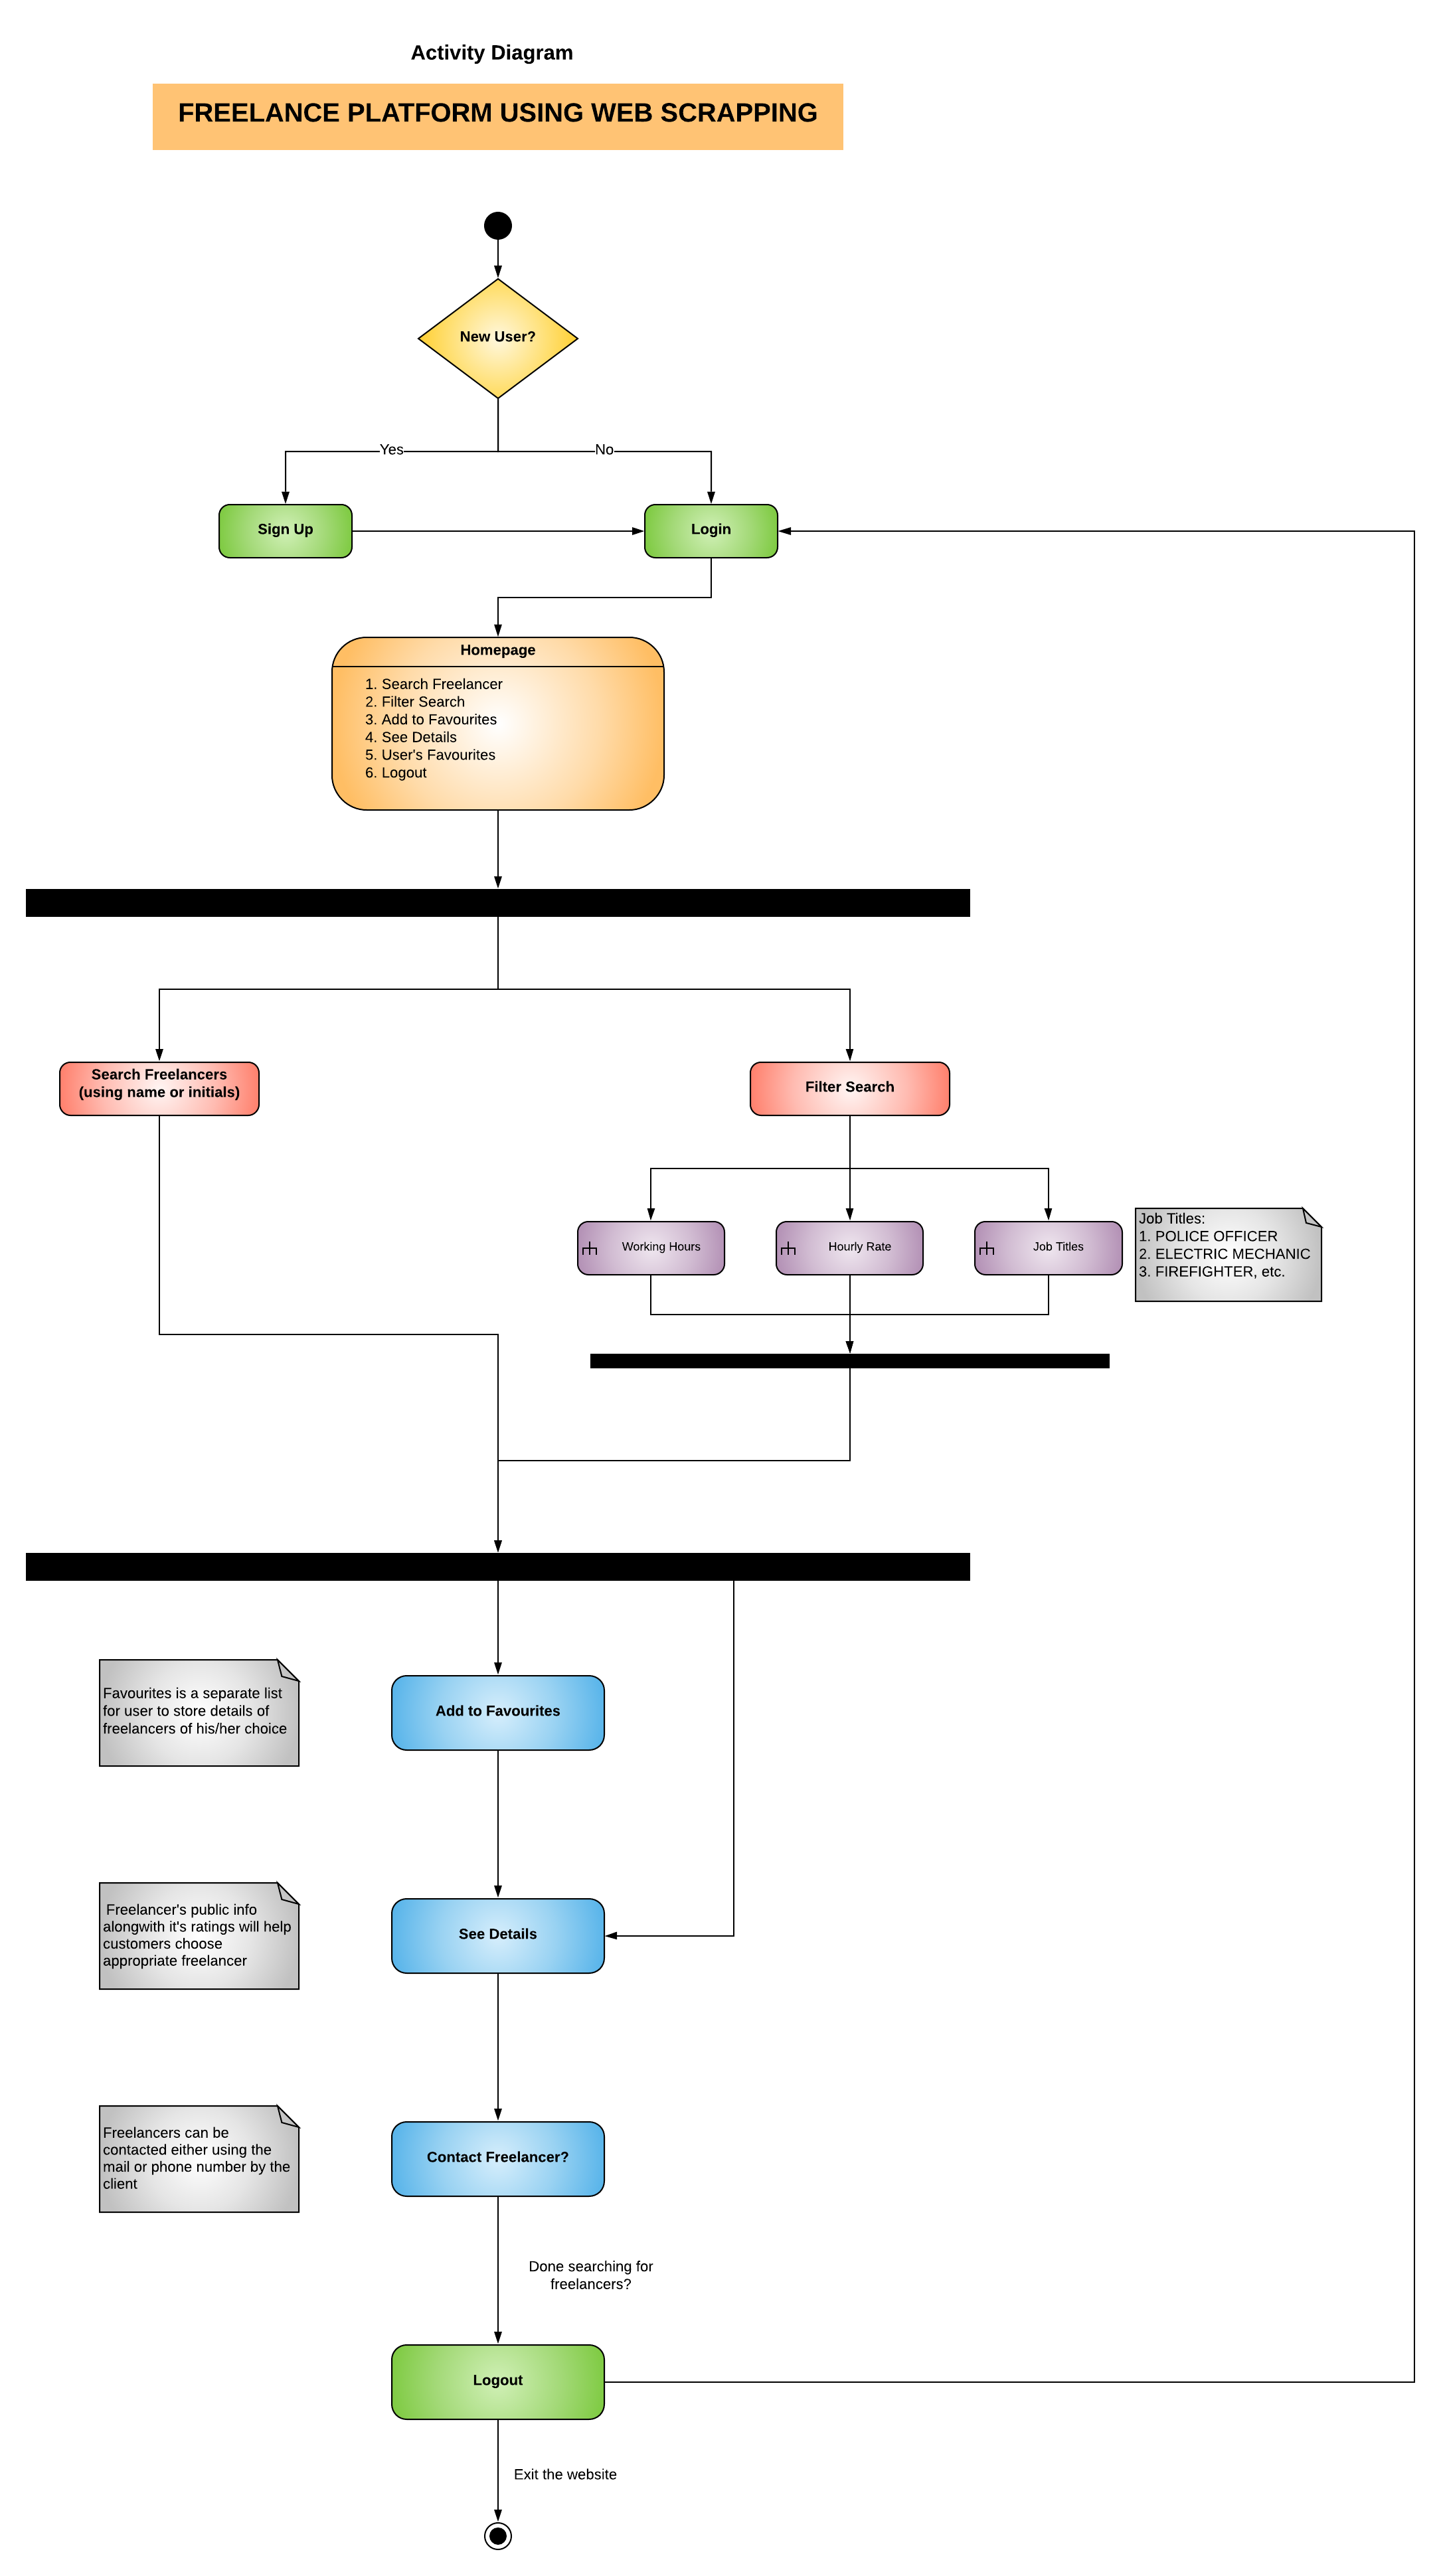 Activity Diagram
FREELANCE PLATFORM USING WEB SCRAPPING
New User?
Yes
No
Sign Up
Login
Homepage
1. Search Freelancer
2. Filter Search
3. Add to Favourites
4. See Details
5. User's Favourites
6. Logout
Search Freelancers
(using name or initials)
Filter Search
Working Hours
Hourly Rate
Job Titles
Job Titles:
1. POLICE OFFICER
2. ELECTRIC MECHANIC
3. FIREFIGHTER, etc.
Favourites is a separate list
for user to store details of
freelancers of his/her choice
Add to Favourites
Freelancer's public info
alongwith it's ratings will help
customers choose
appropriate freelancer
See Details
Freelancers can be
contacted either using the
mail or phone number by the
client
Contact Freelancer?
Done searching for
freelancers?
Logout
Exit the website